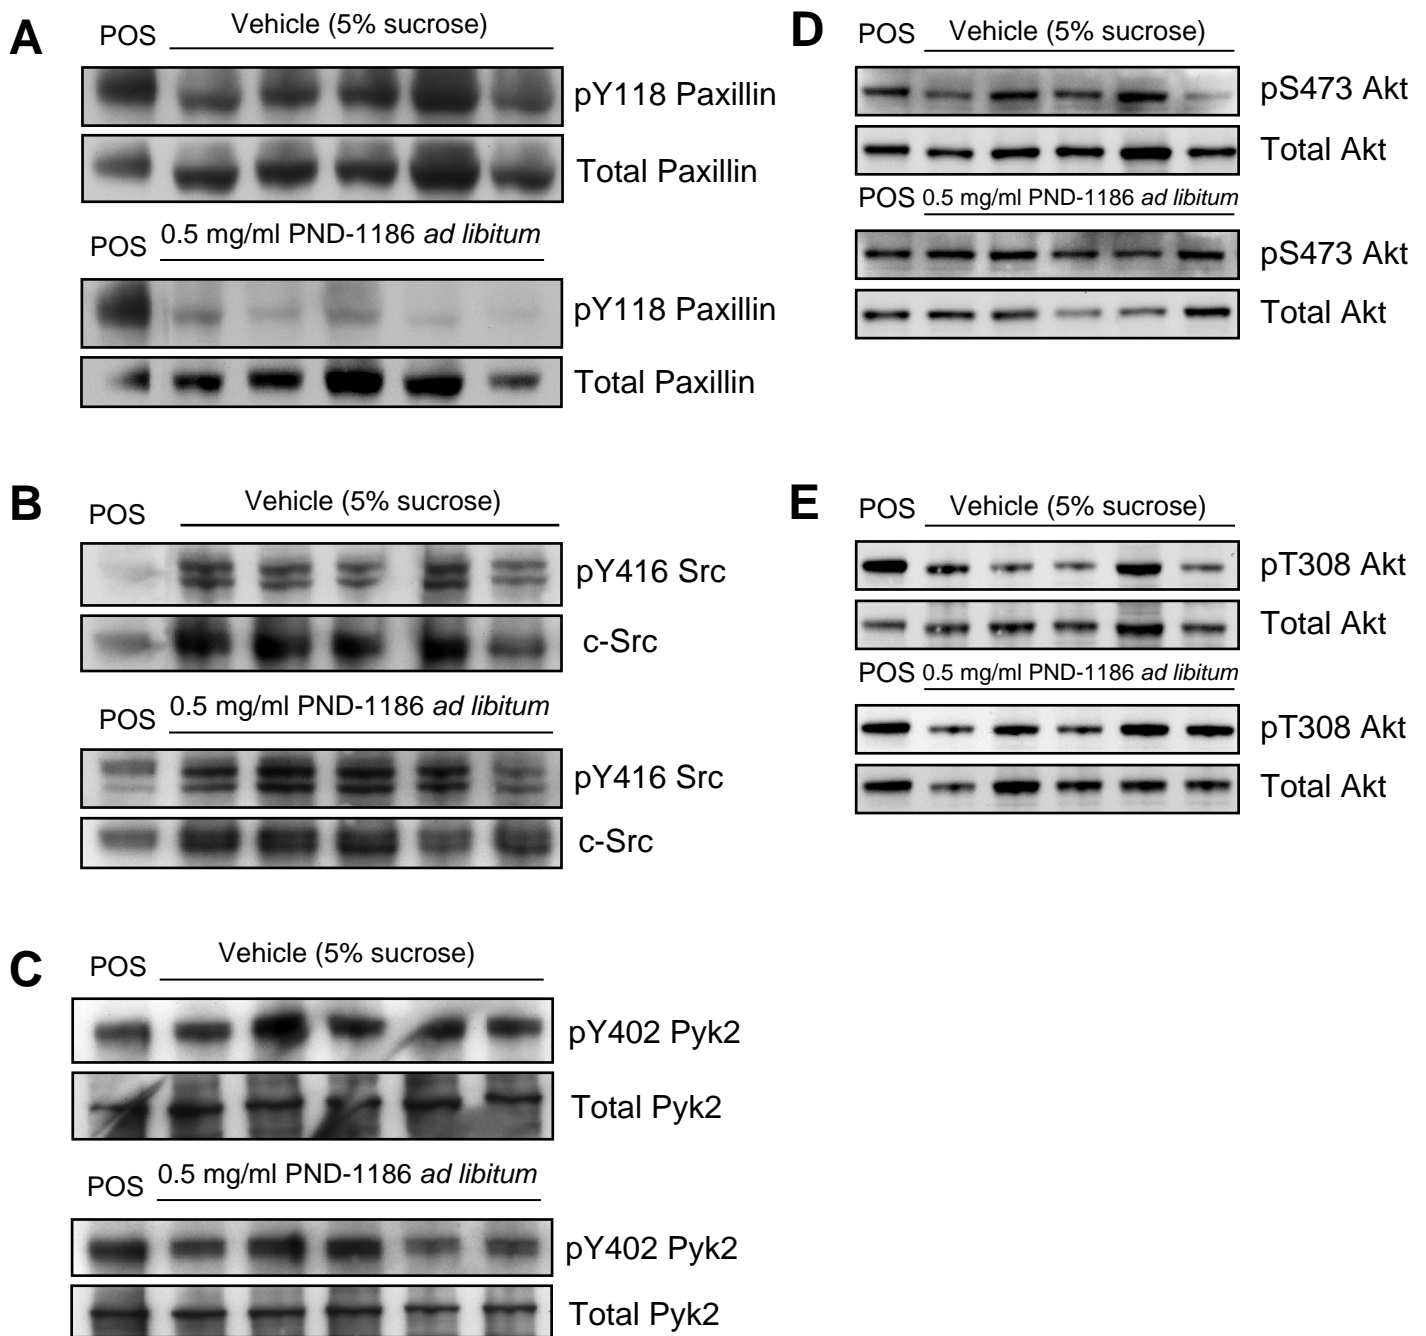 A
POS Vehicle (5% sucrose)
pY118 Paxillin
Total Paxillin
POS 0.5 mg/ml PND-1186 ad libitum
pY118 Paxillin
Total Paxillin
B
POS Vehicle (5% sucrose)
pY416 Src
c-Src
POS 0.5 mg/ml PND-1186 ad libitum
pY416 Src
c-Src
C
POS Vehicle (5% sucrose)
pY402 Pyk2
Total Pyk2
POS 0.5 mg/ml PND-1186 ad libitum
pY402 Pyk2
Total Pyk2
D
POS Vehicle (5% sucrose)
pS473 Akt
Total Akt
POS 0.5 mg/ml PND-1186 ad libitum
pS473 Akt
Total Akt
E
POS Vehicle (5% sucrose)
pT308 Akt
Total Akt
POS 0.5 mg/ml PND-1186 ad libitum
pT308 Akt
Total Akt